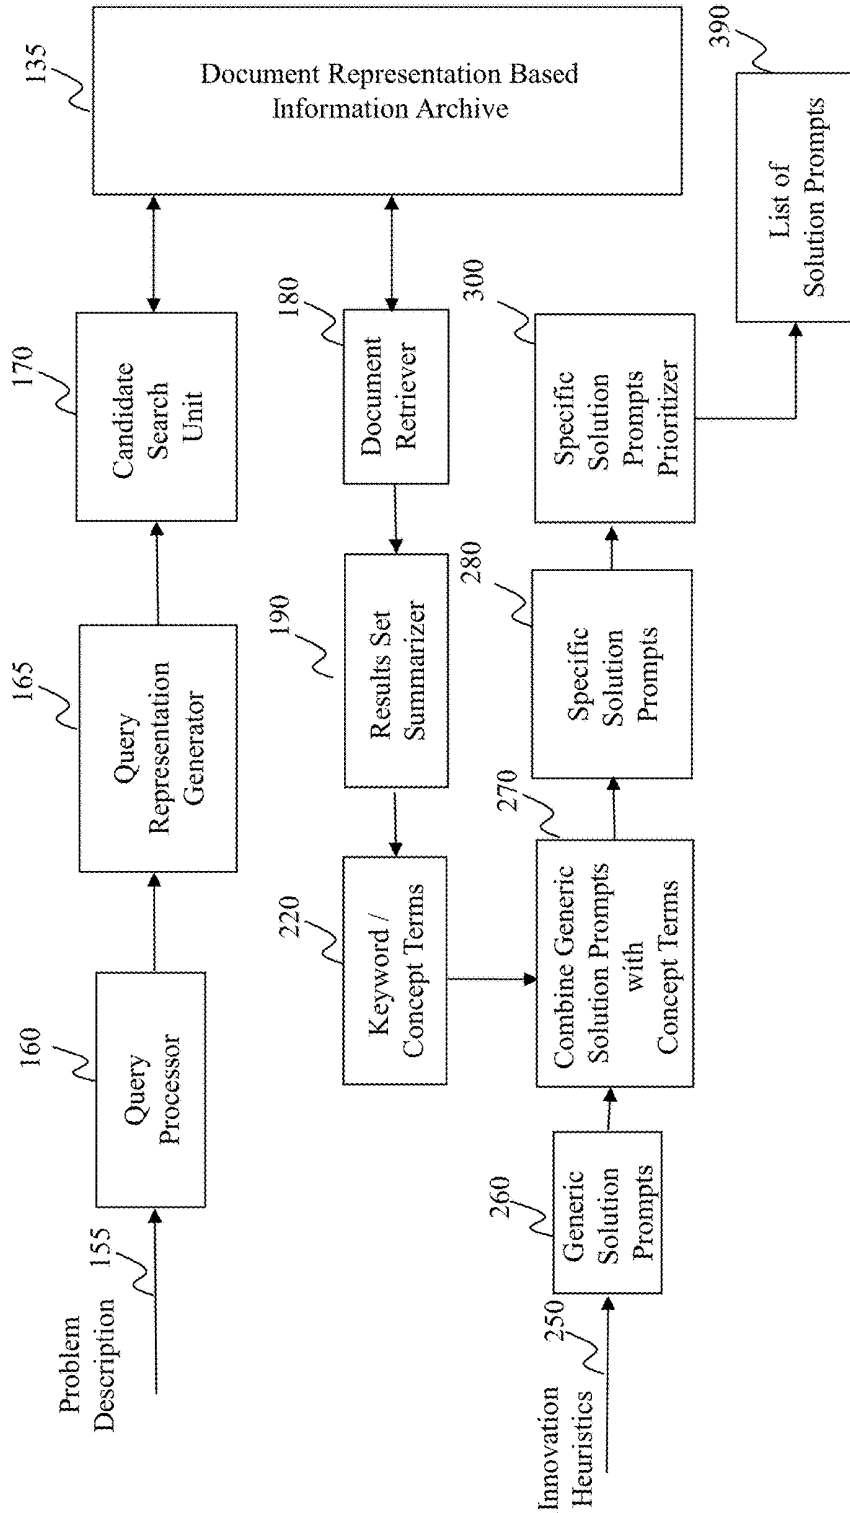 Problem
Description
155
160
Query
Processor
165
Query
Representation
Generator
170
Candidate
Search
Unit
135
Document Representation Based
Information Archive
180
Document
Retriever
190
Results Set
Summarizer
220
Keyword /
Concept Terms
Innovation
Heuristics
250
260
Generic
Solution
Prompts
270
Combine Generic
Solution Prompts
with
Concept Terms
280
Specific
Solution
Prompts
300
Specific
Solution
Prompts
Prioritizer
390
List of
Solution Prompts